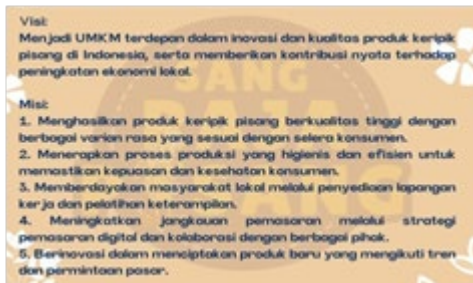 Visi:
Menjadi UMKM terdepan dalam inovasi dan kualitas produk keripik
pisang di Indonesia, serta memberikan kontribusi nyata terhadap
peningkatan ekonomi lokal.
Misi:
1. Menghasilkan produk keripik pisang berkualitas tinggi dengan
berbagai varian rasa yang sesuai dengan selera konsumen.
2. Menerapkan proses produksi yang higienis dan efisien untuk
memastikan kepuasan dan kesehatan konsumen.
3. Memberdayakan masyarakat lokal melalui penyediaan lapangan
kerja dan pelatihan keterampilan.
4. Meningkatkan jangkauan pemasaran melalui strategi
pemasaran digital dan kolaborasi dengan berbagai pihak.
5. Berinovasi dalam menciptakan produk baru yang mengikuti tren
dan permintaan pasar.